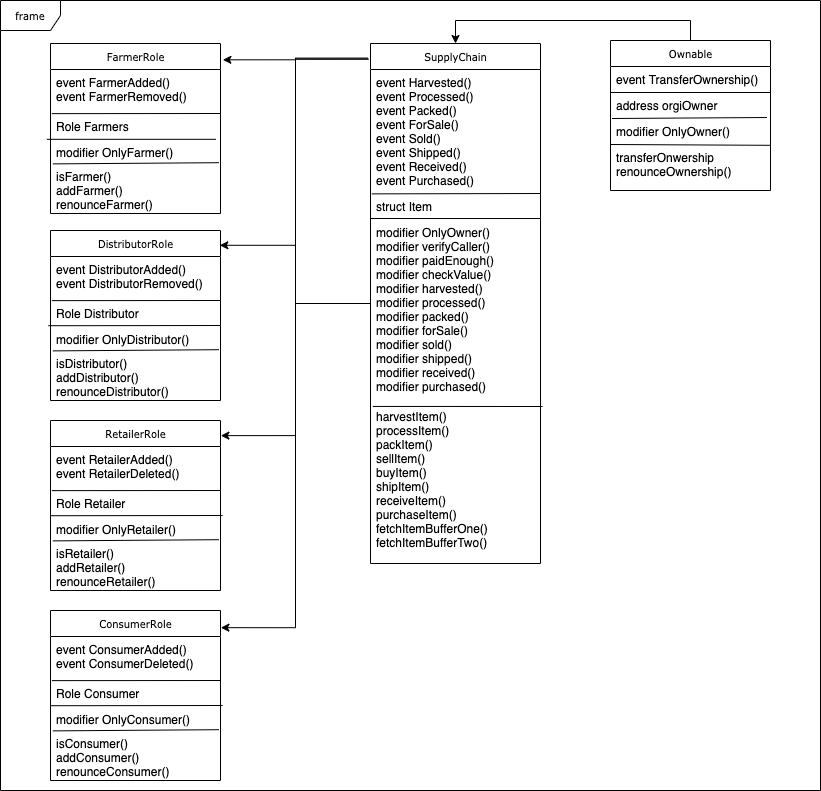 frame
FarmerRole
event FarmerAdded()
event FarmerRemoved()
Role Farmers
modifier OnlyFarmer()
isFarmer()
addFarmer()
renounceFarmer()
DistributorRole
event DistributorAdded()
event DistributorRemoved()
Role Distributor
modifier OnlyDistributor()
isDistributor()
addDistributor()
renounceDistributor()
RetailerRole
event RetailerAdded()
event RetailerDeleted()
Role Retailer
modifier OnlyRetailer()
isRetailer()
addRetailer()
renounceRetailer()
ConsumerRole
event ConsumerAdded()
event ConsumerDeleted()
Role Consumer
modifier OnlyConsumer()
isConsumer()
addConsumer()
renounceConsumer()
SupplyChain
event Harvested()
event Processed()
event Packed()
event ForSale()
event Sold()
event Shipped()
event Received()
event Purchased()
struct Item
modifier OnlyOwner()
modifier verifyCaller()
modifier paidEnough()
modifier checkValue()
modifier harvested()
modifier processed()
modifier packed()
modifier forSale()
modifier sold()
modifier shipped()
modifier received()
modifier purchased()
harvestItem()
processItem()
packItem()
sellItem()
buyItem()
shipItem()
receiveItem()
purchaseItem()
fetchItemBufferOne()
fetchItemBufferTwo()
Ownable
event TransferOwnership()
address orgiOwner
modifier OnlyOwner()
transferOnwership
renounceOwnership()